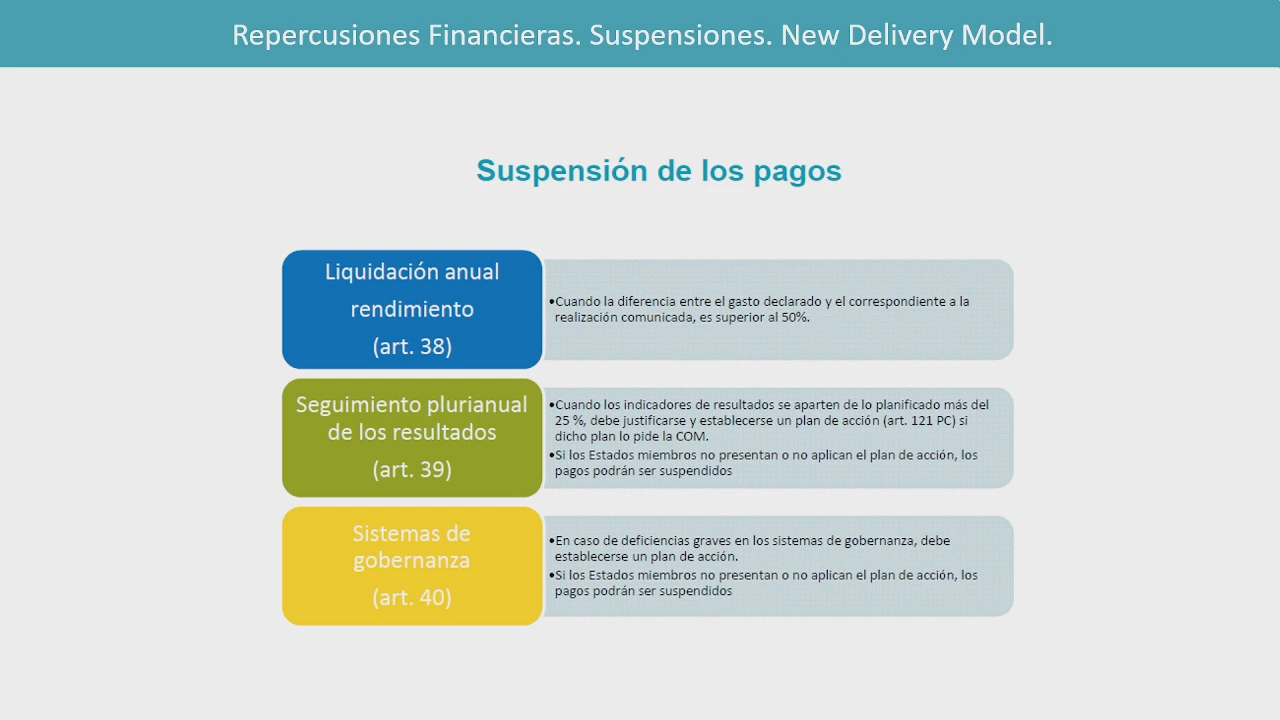 Repercusiones Financieras. Suspensiones. New Delivery Model.
Suspensión de los pagos
Liquidación anual
rendimiento
(art. 38)
•Cuando la diferencia entre el gasto declarado y el correspondiente a la
realización comunicada, es superior al 50%.
Seguimiento plurianual
de los resultados
(art. 39)
•Cuando los indicadores de resultados se aparten de lo planificado más del
25 %, debe justificarse y establecerse un plan de acción (art. 121 PC) si
dicho plan lo pide la COM.
•Si los Estados miembros no presentan o no aplican el plan de acción, los
pagos podrán ser suspendidos
Sistemas de
gobernanza
(art. 40)
•En caso de deficiencias graves en los sistemas de gobernanza, debe
establecerse un plan de acción.
•Si los Estados miembros no presentan o no aplican el plan de acción, los
pagos podrán ser suspendidos